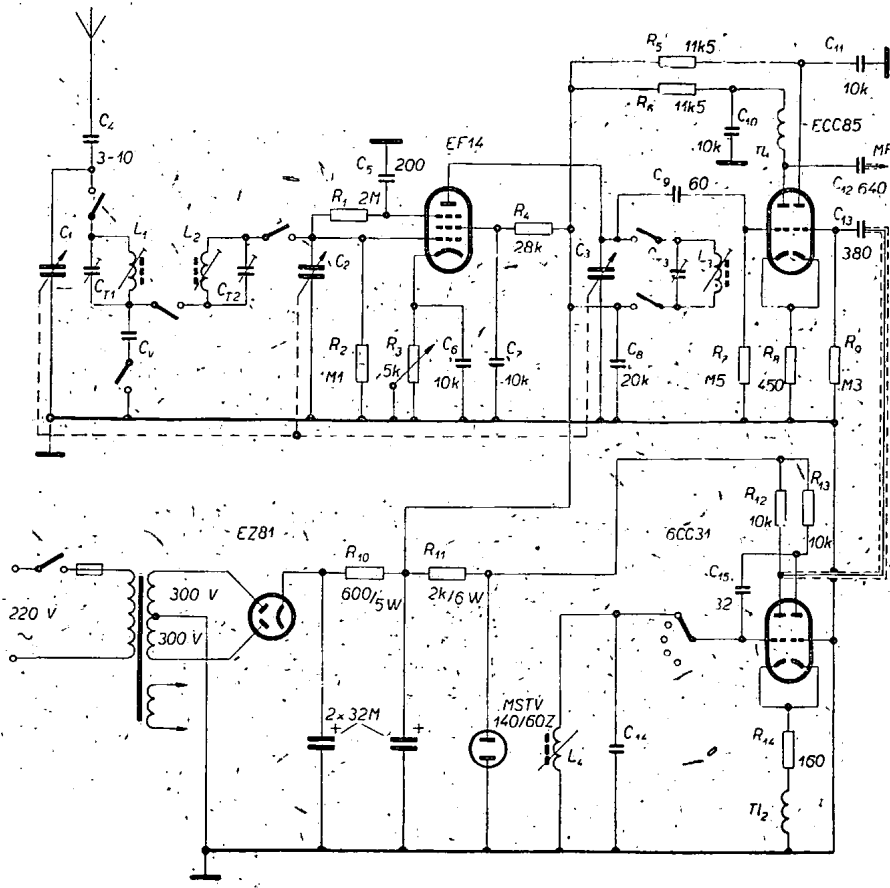 R5 11k5
C11
10k
R6 11k5
C10
10k
ECC85
TL1
C4
3-10
EF14
C5 200
C12 640
C9 60
C13
380
R1 2M
R4
28k
C1
L1
L2
CT1
CT2
C2
C3
CT3
L3
CV
R2
M1
R3
5k
C6
10k
C7
10k
C8
20k
R7
M5
R8
450
R9
M3
EZ81
R10
600/5W
R11
2k/6W
R12
10k
R13
10k
6CC31
220 V
~
300 V
300 V
C15
32
2×32M
+
+
MSTV
140/60Z
L4
C14
R14
160
Tl2